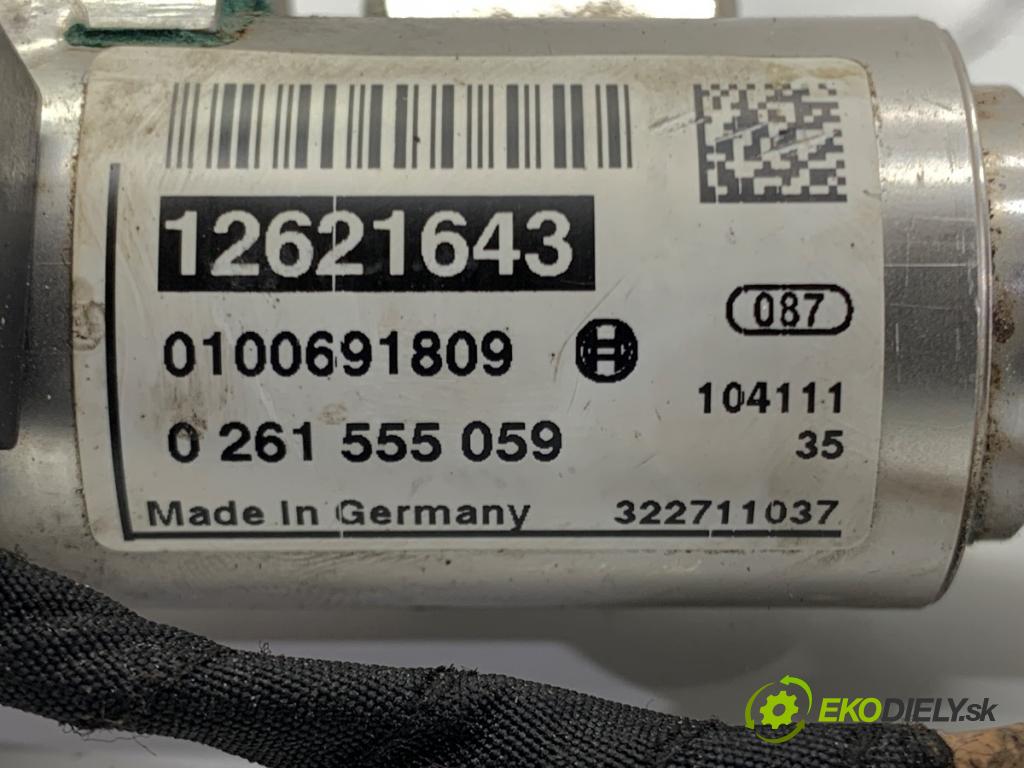 12621643
087
0100691809
104111
0 261 555 059
35
Made In Germany 322711037
EKODIELY.sk